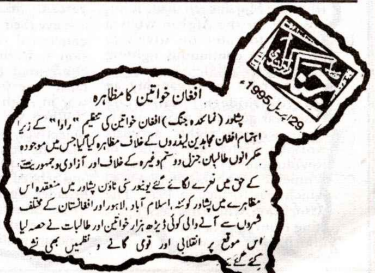 جنگ
راولپنڈی
29 اپریل 1995ء
افغان خواتین کا مظاہرہ
پشاور (نمائندہ جنگ) افغان خواتین کی تنظیم "راوا" کے زیر
اہتمام افغان مجاہدین لیڈروں کے خلاف مظاہرہ کیا گیا جس میں موجودہ
حکرانوں طالبان جنرل دوستم وغیرہ کے خلاف اور آزادی و جمہوریت
کے حق میں نعرے لگائے گئے یونیورسٹی ٹاؤن پشاور میں منعقدہ اس
مظاہرے میں پشاور کوئٹہ، اسلام آباد، لاہور اور افغانستان کے مختلف
شہروں سے آنے والی کوئی ڈیڑھ ہزار خواتین اور طالبات نے حصہ لیا
اس موقع پر انقلابی اور قومی گانے و نظمیں بھی نشر
کئے گئے